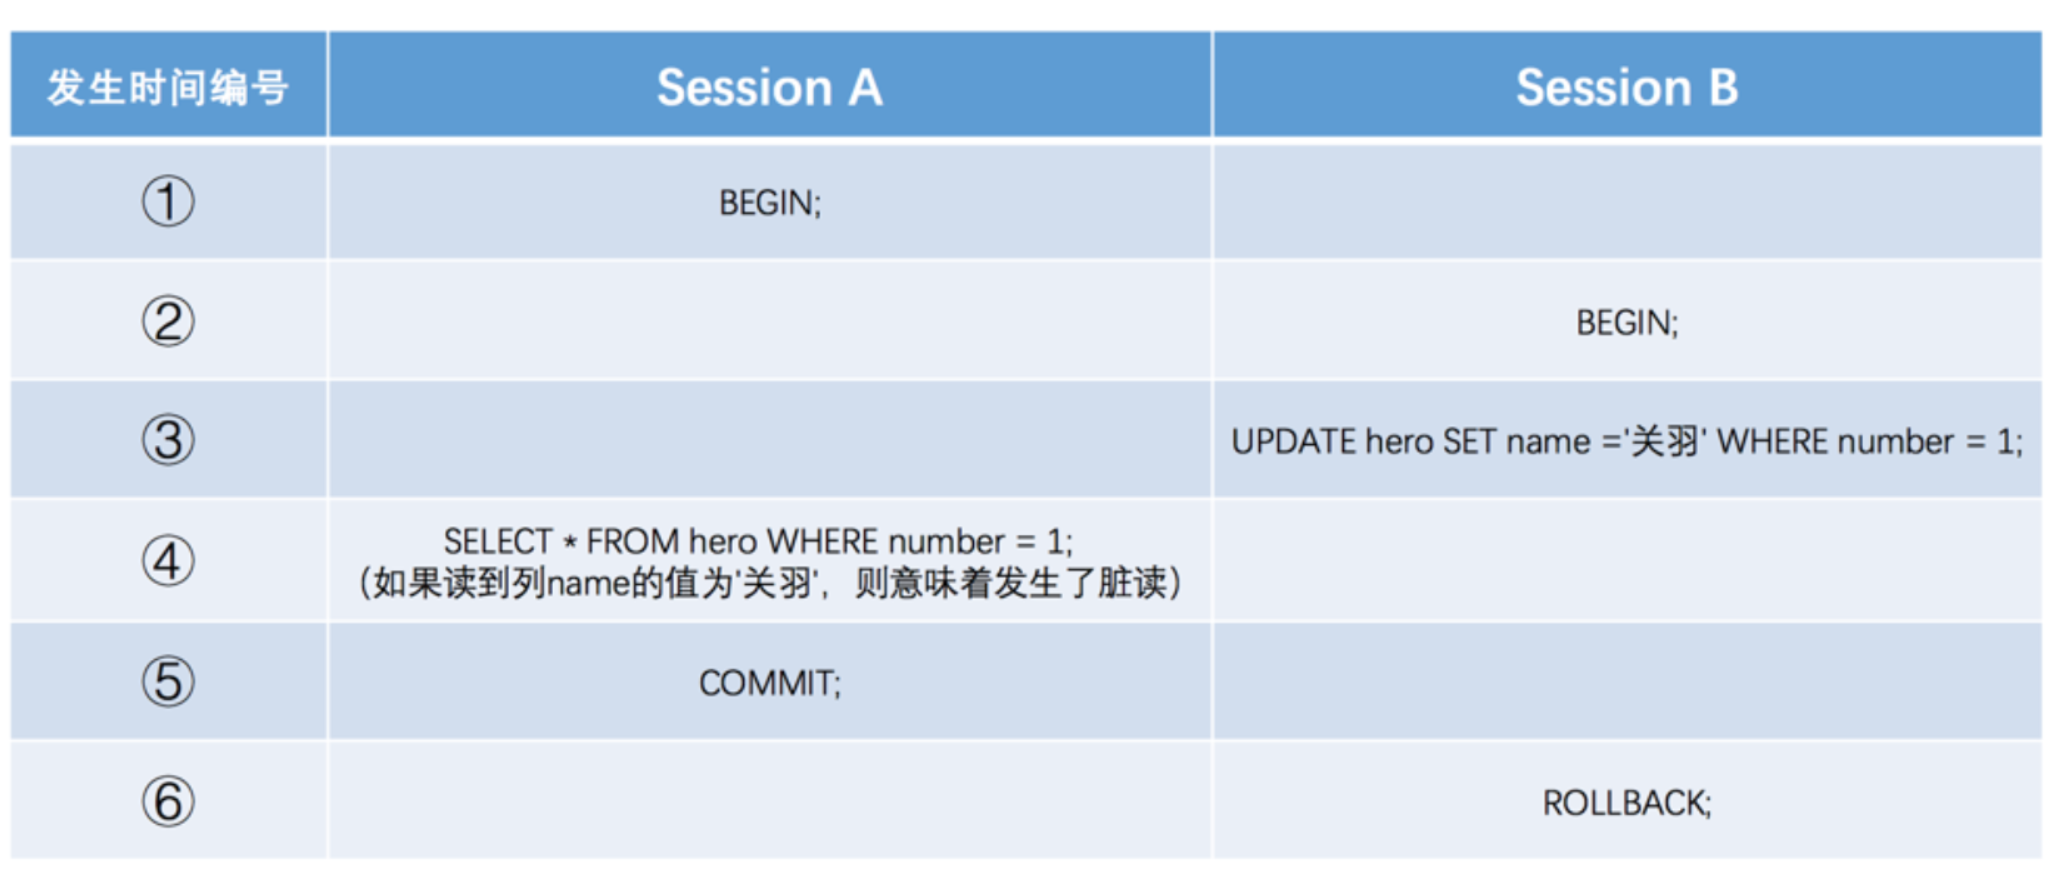 发生时间编号 Session A Session B
① BEGIN;
② BEGIN;
③ UPDATE hero SET name ='关羽' WHERE number = 1;
④ SELECT * FROM hero WHERE number = 1;
（如果读到列name的值为'关羽'，则意味着发生了脏读）
⑤ COMMIT;
⑥ ROLLBACK;